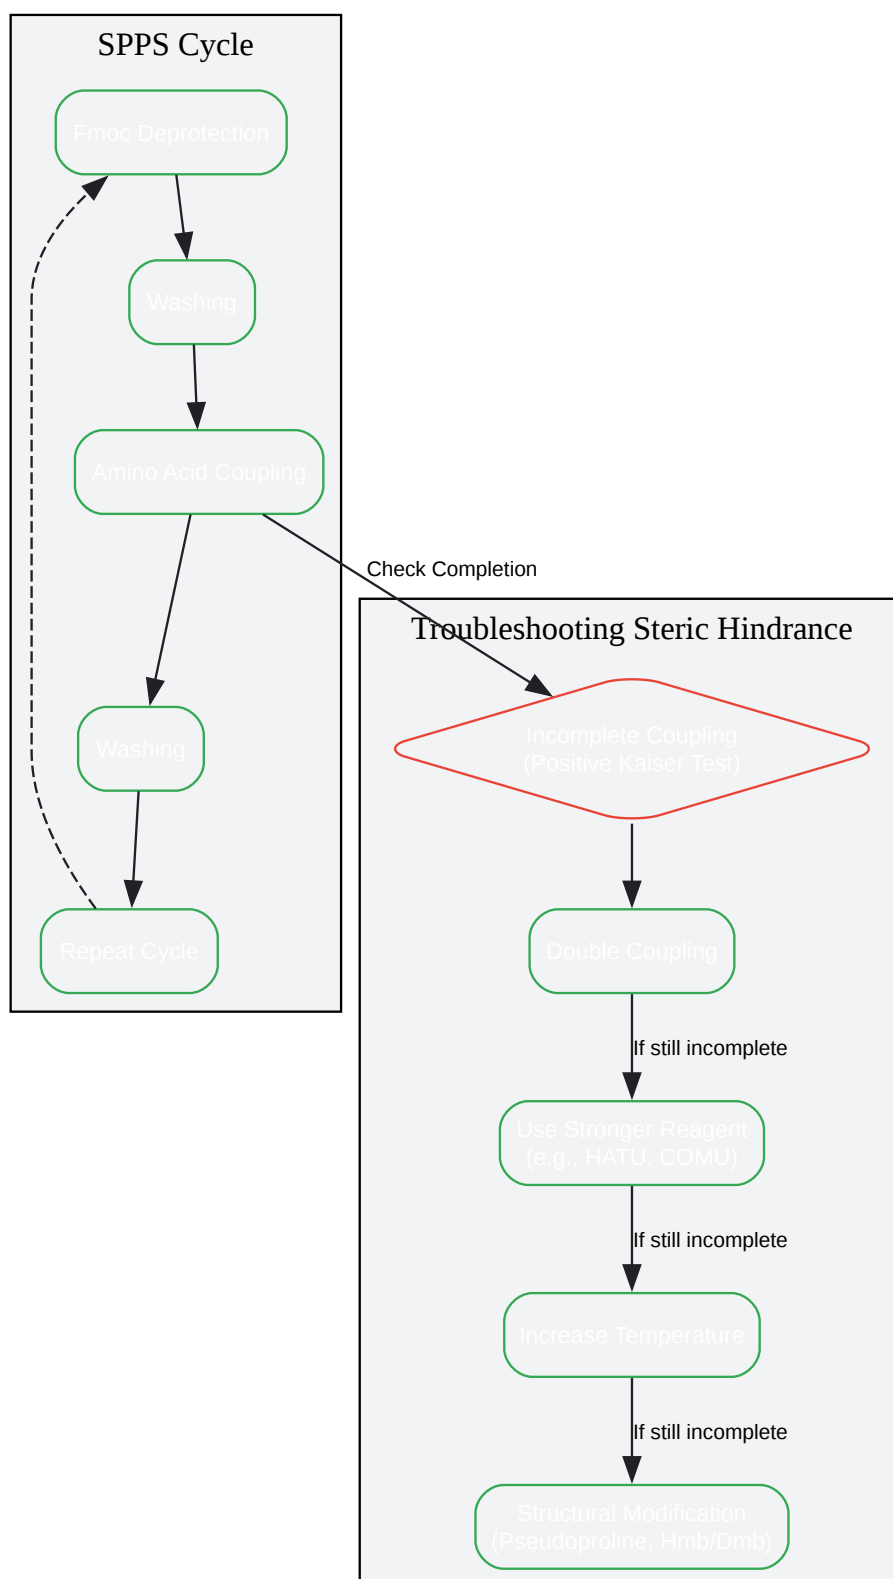 SPPS Cycle
Fmoc Deprotection
Washing
Amino Acid Coupling
Check Completion
Troubleshooting Steric Hindrance
Incomplete Coupling
(Positive Kaiser Test)
Washing
Repeat Cycle
Double Coupling
If still incomplete
Use Stronger Reagent
(e.g., HATU, COMU)
If still incomplete
Increase Temperature
If still incomplete
Structural Modification
(Pseudoproline, Hmb/Dmb)